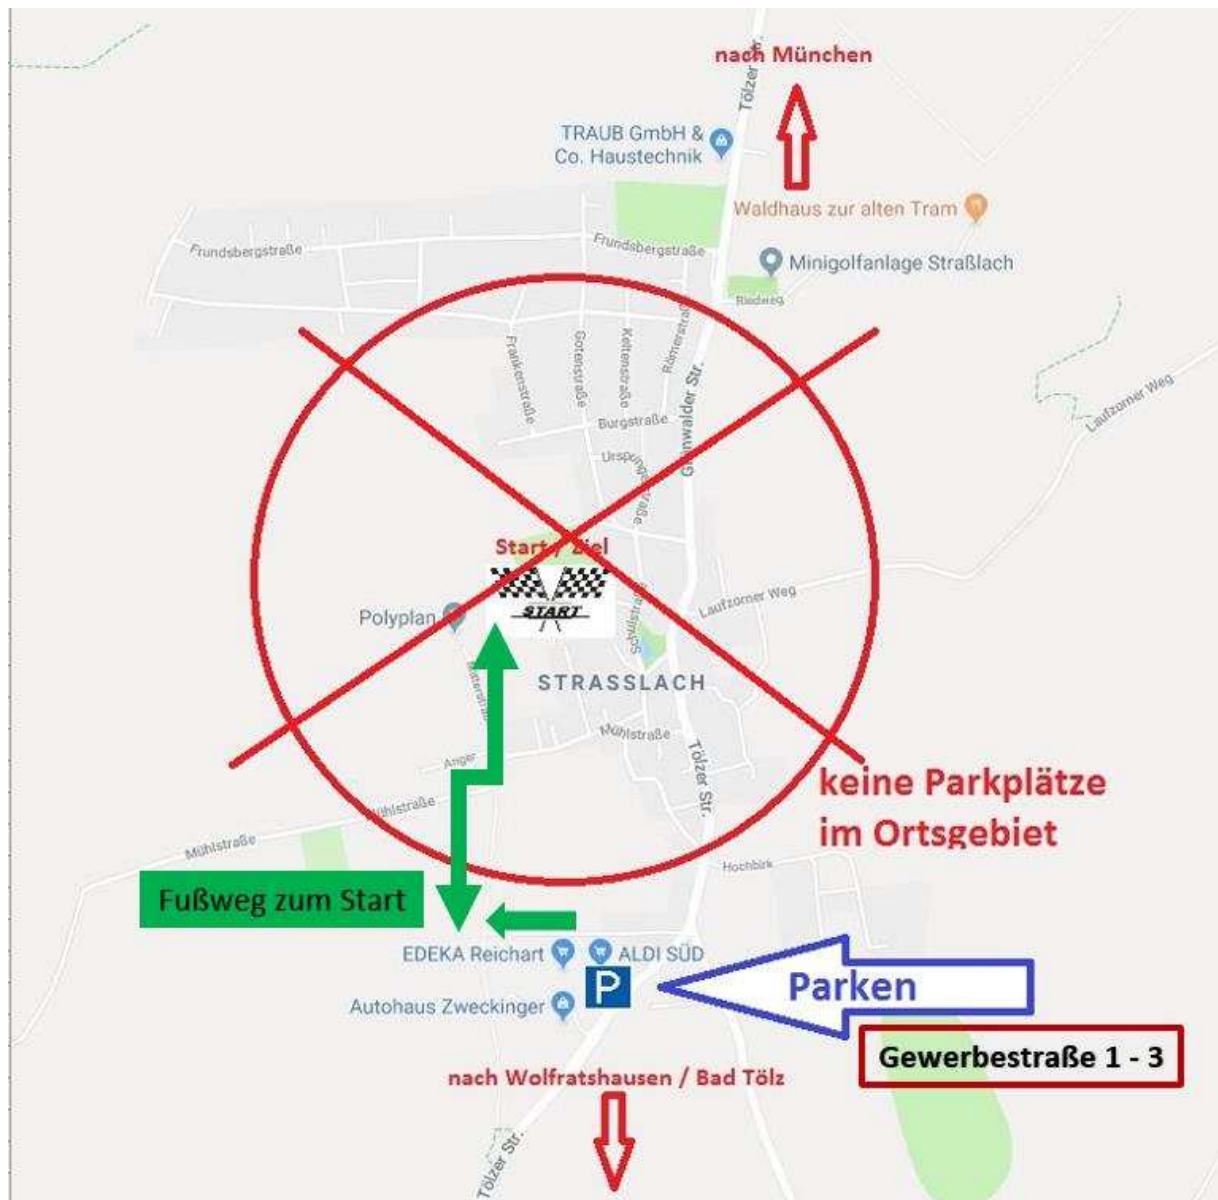 nach München
Tölzer Str.
TRAUB GmbH &
Co. Haustechnik
Waldhaus zur alten Tram
Frundsbergstraße
Frundsbergstraße
Minigolfanlage Straßlach
Riedweg
Frankenstraße
Gotenstraße
Keltenstraße
Römerstraße
Grünwalder Str.
Laufzorner Weg
Burgstraße
Start / Ziel
START
Polyplan
Schulstraße
Laufzorner Weg
STRASSLACH
Mühlstraße
Anger
Tölzer Str.
keine Parkplätze
im Ortsgebiet
Mühlstraße
Mühlstraße
Hochbirk
Fußweg zum Start
EDEKA Reichart
ALDI SÜD
P
Parken
Autohaus Zweckinger
Gewerbestraße 1 - 3
nach Wolfratshausen / Bad Tölz
Tölzer Str.